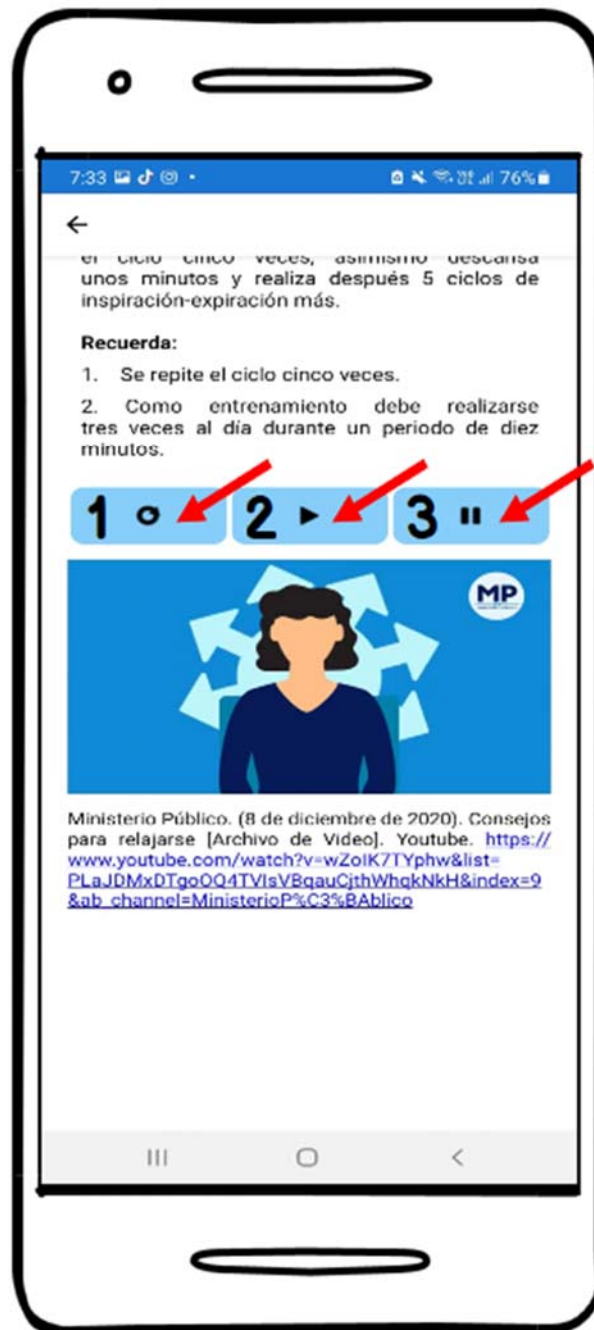 7:33 76%
el ciclo cinco veces, asimismo descansa
unos minutos y realiza después 5 ciclos de
inspiración-expiración más.
Recuerda:
1. Se repite el ciclo cinco veces.
2. Como entrenamiento debe realizarse
tres veces al día durante un periodo de diez
minutos.
1 2 3
MP
Ministerio Público. (8 de diciembre de 2020). Consejos
para relajarse [Archivo de Video]. Youtube. https://
www.youtube.com/watch?v=wZoIK7TYphw&list=
PLaJDMxDTgoOQ4TVIsVBqauCjthWhqkNkH&index=9
&ab_channel=MinisterioP%C3%BAblico